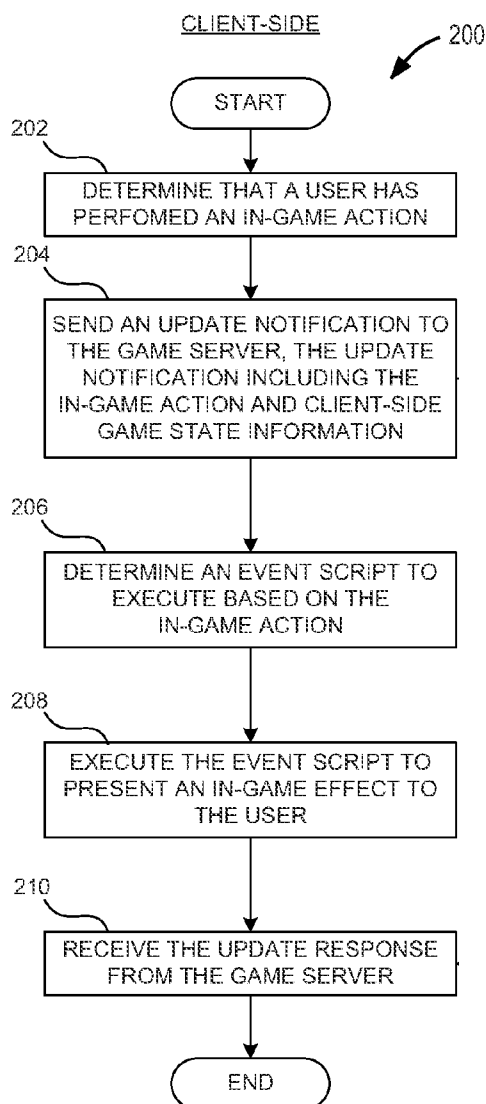 CLIENT-SIDE
200
START
202
DETERMINE THAT A USER HAS
PERFOMED AN IN-GAME ACTION
204
SEND AN UPDATE NOTIFICATION TO
THE GAME SERVER, THE UPDATE
NOTIFICATION INCLUDING THE
IN-GAME ACTION AND CLIENT-SIDE
GAME STATE INFORMATION
206
DETERMINE AN EVENT SCRIPT TO
EXECUTE BASED ON THE
IN-GAME ACTION
208
EXECUTE THE EVENT SCRIPT TO
PRESENT AN IN-GAME EFFECT TO
THE USER
210
RECEIVE THE UPDATE RESPONSE
FROM THE GAME SERVER
END